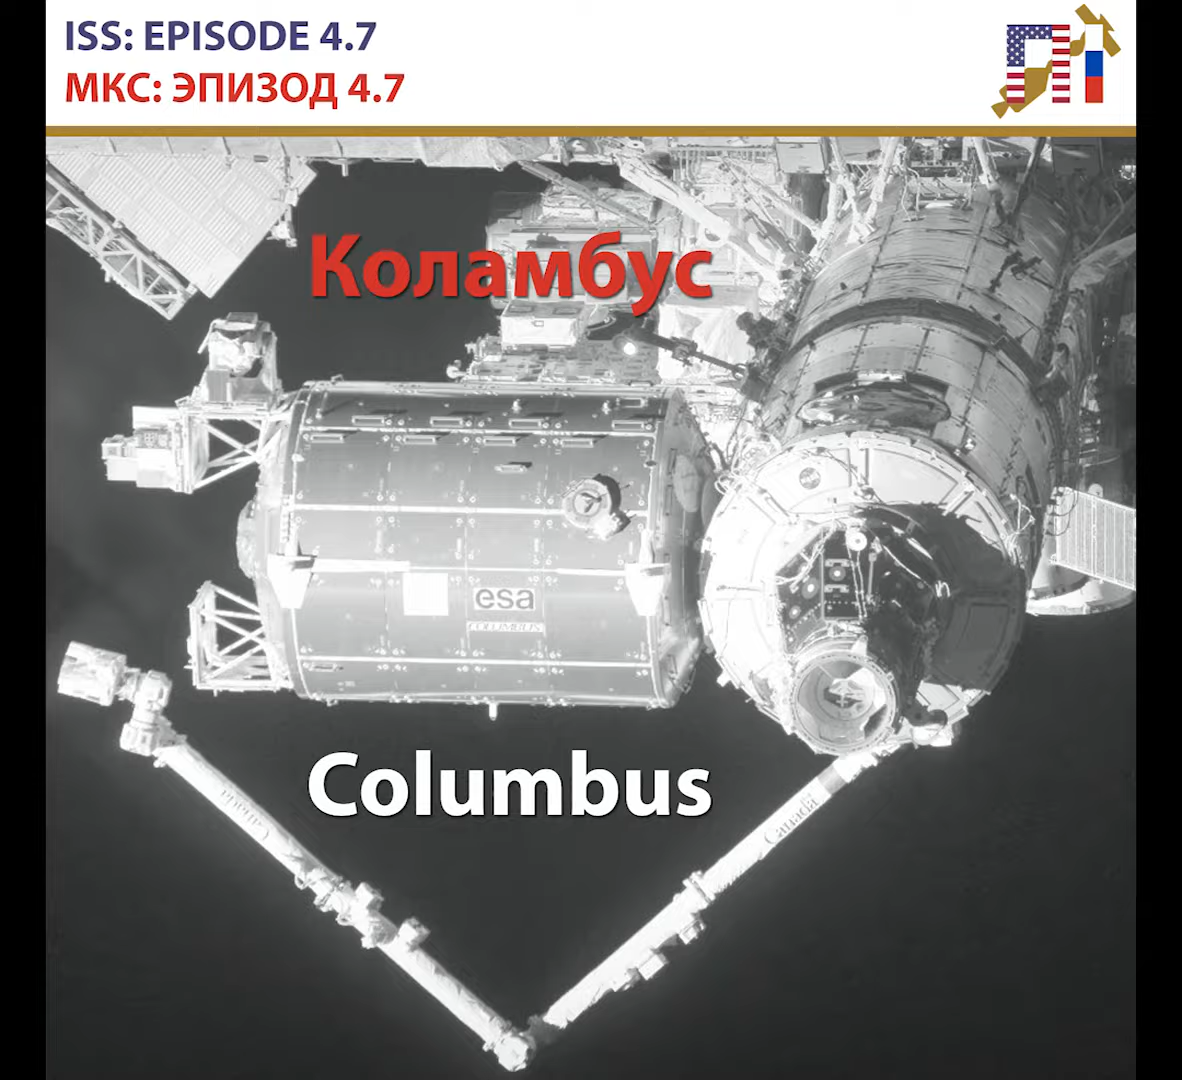 ISS: EPISODE 4.7
МКС: ЭПИЗОД 4.7
Коламбус
esa
COLUMBUS
Columbus
Canada
Canada